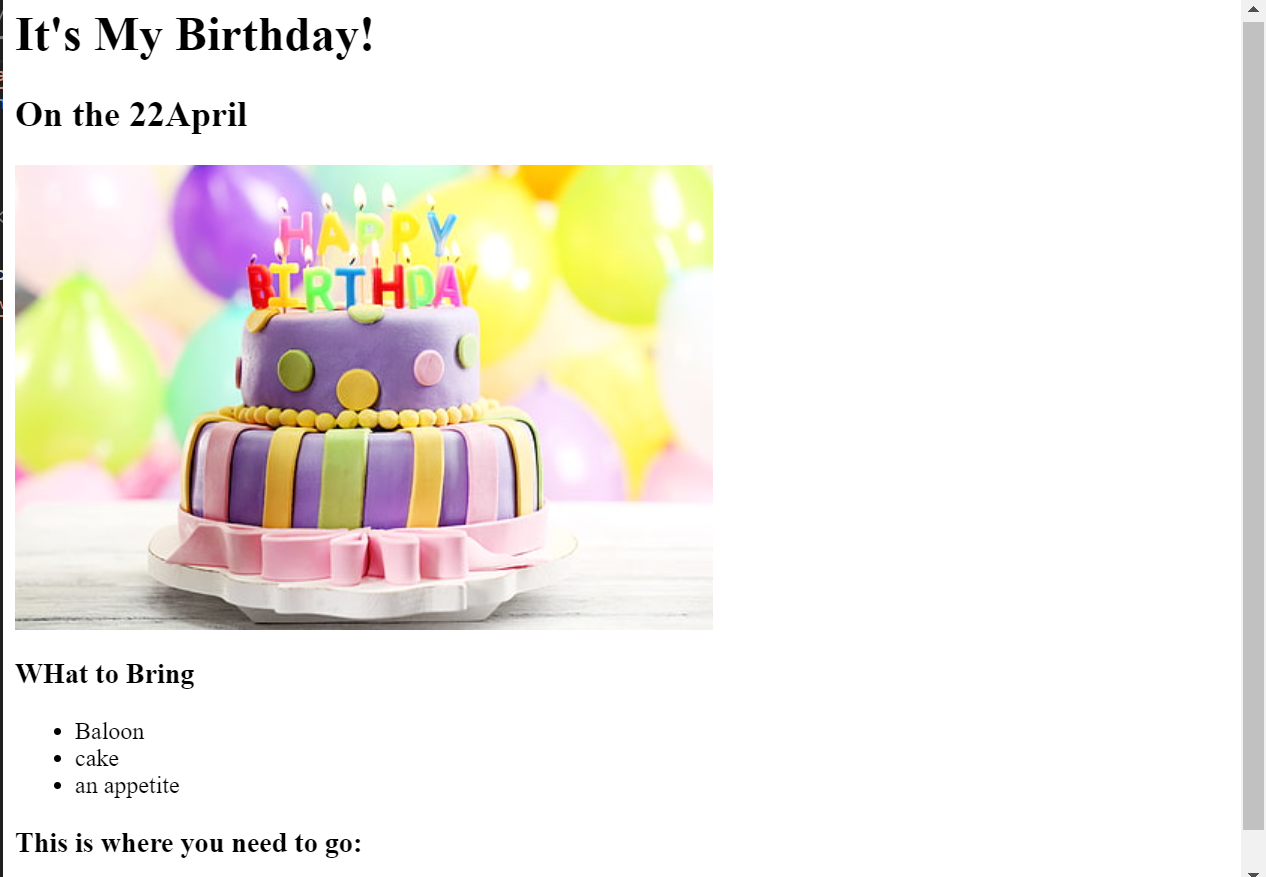 It's My Birthday!
On the 22April
HAPPY
BIRTHDAY
WHat to Bring
Baloon
cake
an appetite
This is where you need to go: